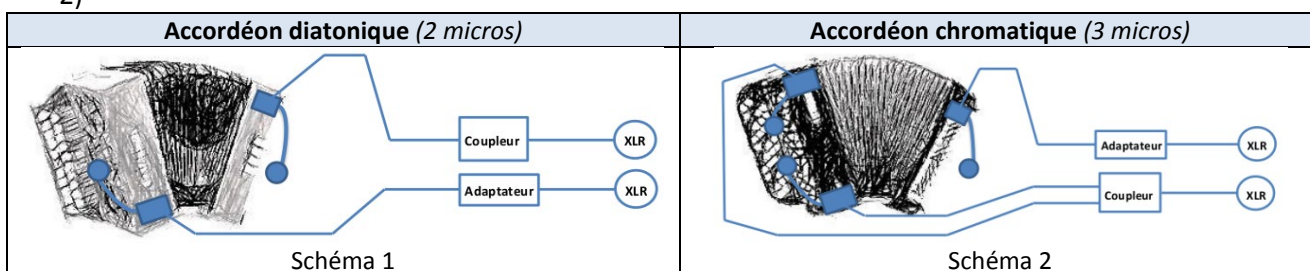 2)
Accordéon diatonique (2 micros)
Accordéon chromatique (3 micros)
Coupleur
XLR
Adaptateur
XLR
Schéma 1
Adaptateur
XLR
Coupleur
XLR
Schéma 2